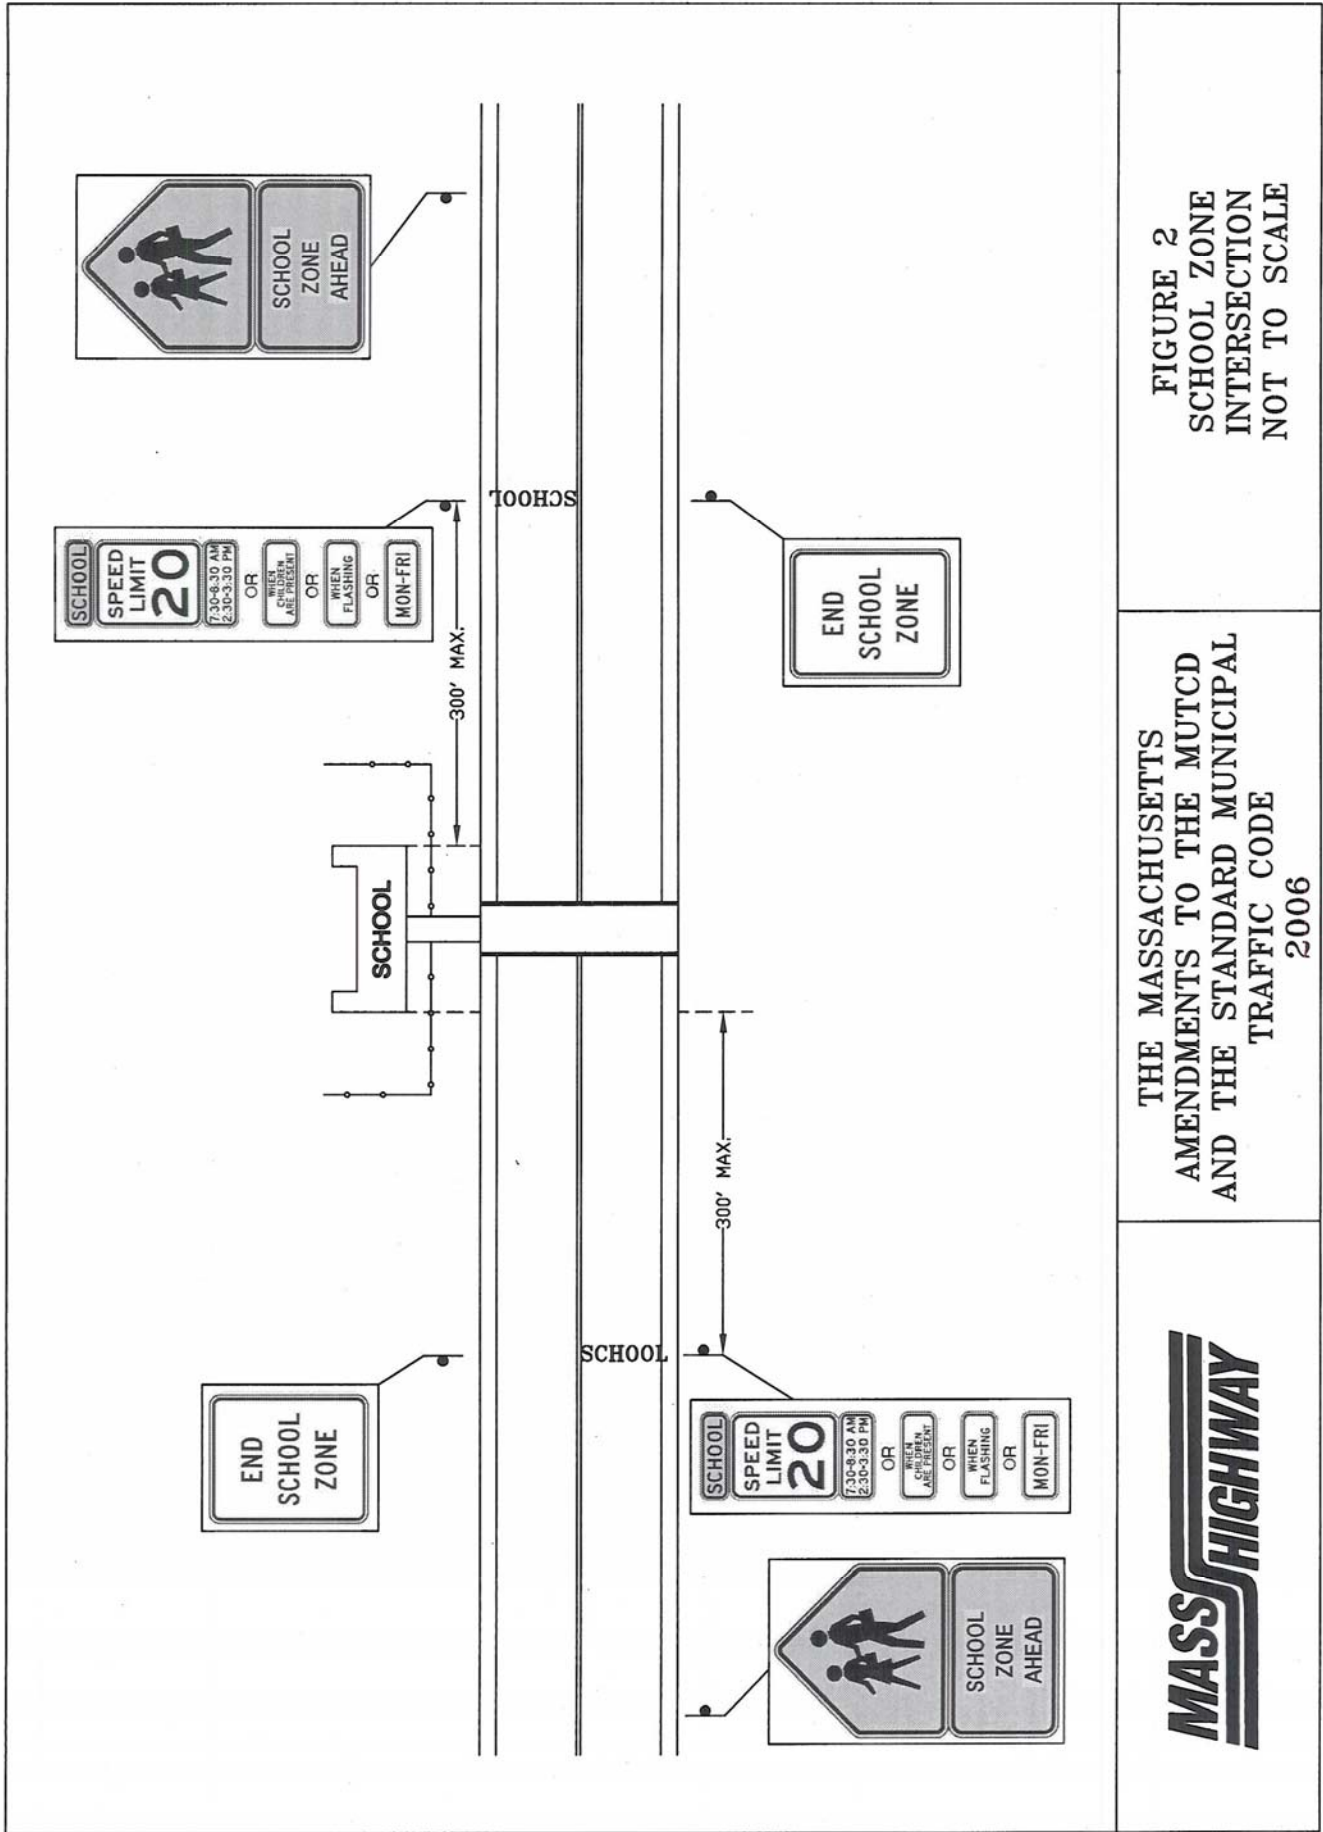 END
SCHOOL
ZONE
SCHOOL
SPEED
LIMIT
20
7:30-8:30 AM
2:30-3:30 PM
OR
WHEN
CHILDREN
ARE PRESENT
OR
WHEN
FLASHING
OR
MON-FRI
SCHOOL
ZONE
AHEAD
SCHOOL
300' MAX.
SCHOOL
SCHOOL
300' MAX.
SCHOOL
ZONE
AHEAD
SCHOOL
SPEED
LIMIT
20
7:30-8:30 AM
2:30-3:30 PM
OR
WHEN
CHILDREN
ARE PRESENT
OR
WHEN
FLASHING
OR
MON-FRI
END
SCHOOL
ZONE
MASS HIGHWAY
THE MASSACHUSETTS
AMENDMENTS TO THE MUTCD
AND THE STANDARD MUNICIPAL
TRAFFIC CODE
2006
FIGURE 2
SCHOOL ZONE
INTERSECTION
NOT TO SCALE